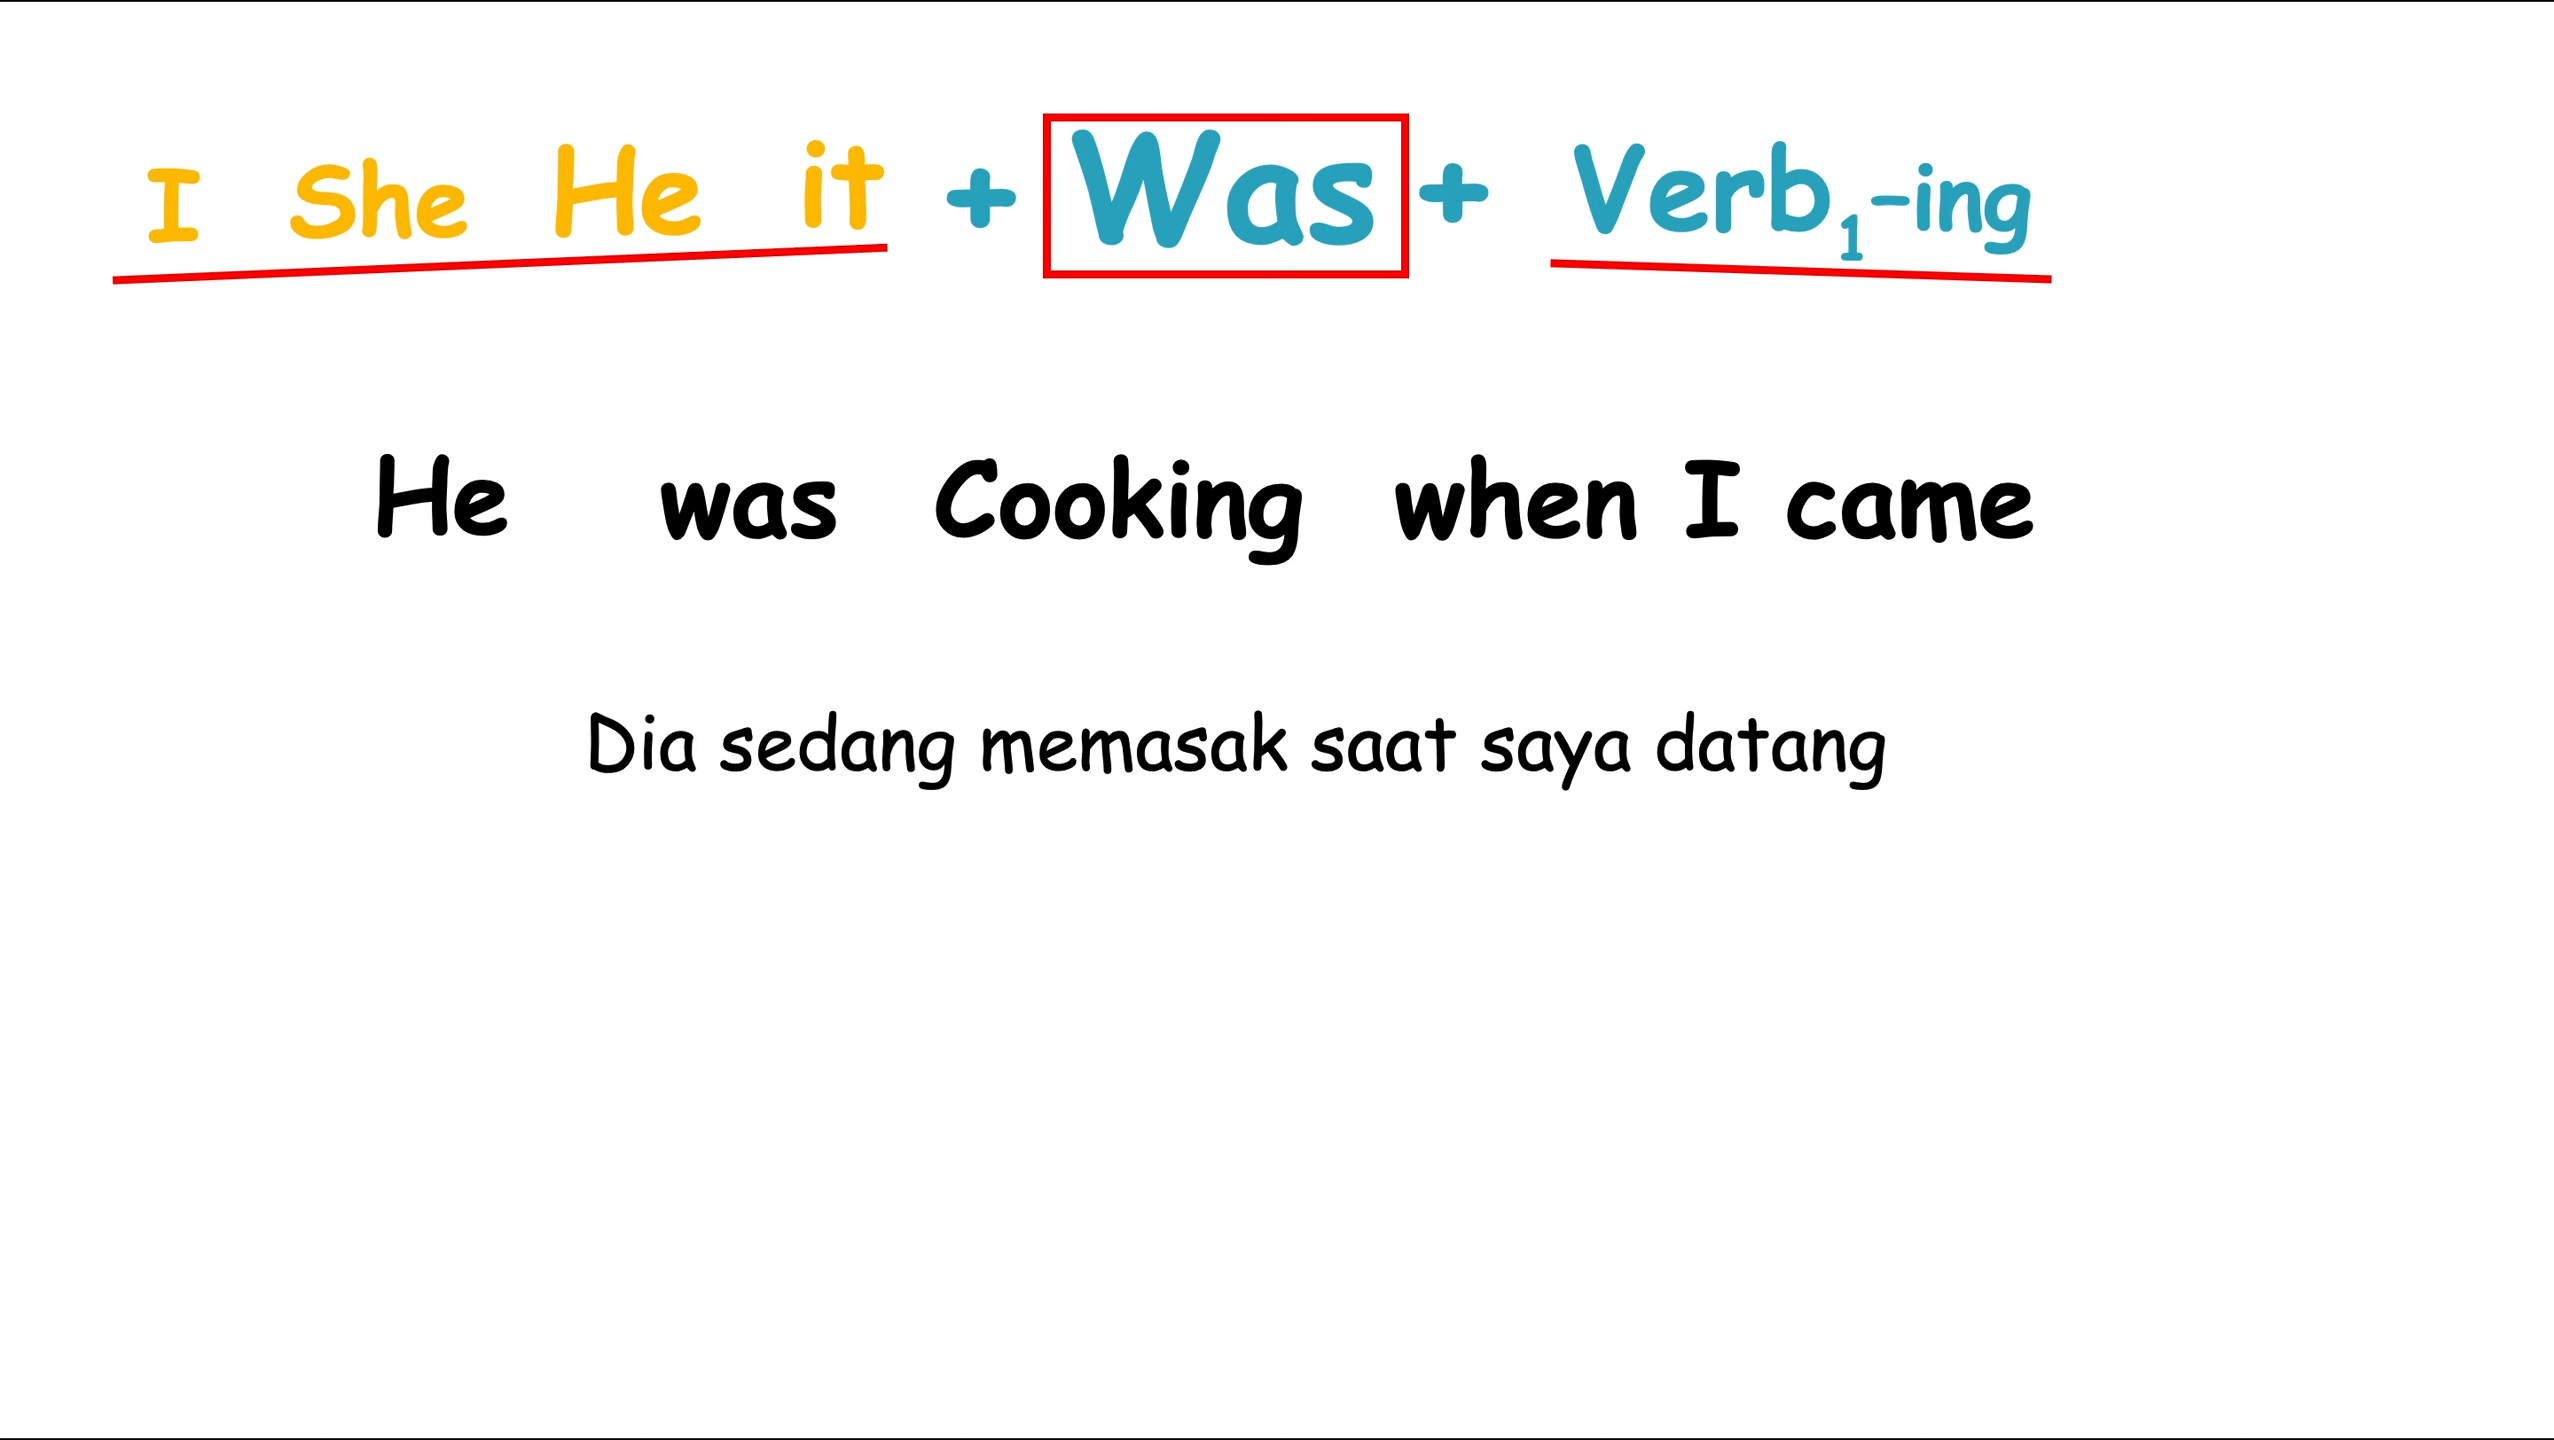 I She He it + Was + Verb₁-ing
He was Cooking when I came
Dia sedang memasak saat saya datang